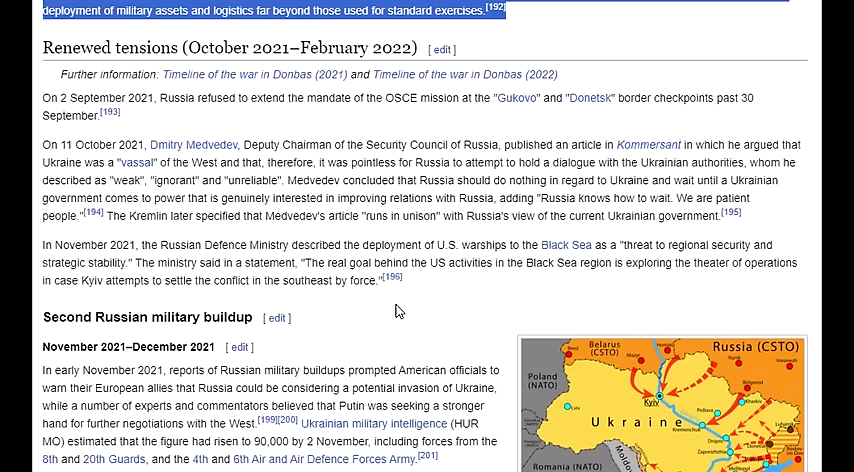 deployment of military assets and logistics far beyond those used for standard exercises.[192]
Renewed tensions (October 2021–February 2022) [ edit ]
Further information: Timeline of the war in Donbas (2021) and Timeline of the war in Donbas (2022)
On 2 September 2021, Russia refused to extend the mandate of the OSCE mission at the "Gukovo" and "Donetsk" border checkpoints past 30
September.[193]
On 11 October 2021, Dmitry Medvedev, Deputy Chairman of the Security Council of Russia, published an article in Kommersant in which he argued that
Ukraine was a "vassal" of the West and that, therefore, it was pointless for Russia to attempt to hold a dialogue with the Ukrainian authorities, whom he
described as "weak", "ignorant" and "unreliable". Medvedev concluded that Russia should do nothing in regard to Ukraine and wait until a Ukrainian
government comes to power that is genuinely interested in improving relations with Russia, adding "Russia knows how to wait. We are patient
people."[194] The Kremlin later specified that Medvedev's article "runs in unison" with Russia's view of the current Ukrainian government.[195]
In November 2021, the Russian Defence Ministry described the deployment of U.S. warships to the Black Sea as a "threat to regional security and
strategic stability." The ministry said in a statement, "The real goal behind the US activities in the Black Sea region is exploring the theater of operations
in case Kyiv attempts to settle the conflict in the southeast by force."[196]
Second Russian military buildup [ edit ]
November 2021–December 2021 [ edit ]
In early November 2021, reports of Russian military buildups prompted American officials to
warn their European allies that Russia could be considering a potential invasion of Ukraine,
while a number of experts and commentators believed that Putin was seeking a stronger
hand for further negotiations with the West.[199][200] Ukrainian military intelligence (HUR
MO) estimated that the figure had risen to 90,000 by 2 November, including forces from the
8th and 20th Guards, and the 4th and 6th Air and Air Defence Forces Army.[201]
Belarus
(CSTO)
Russia (CSTO)
Brest
Mazyr
Homel
Kursk
Voronezh
Poland
(NATO)
Belgorod
Kyiv
Lviv
Kharkiv
Poltava
Ukraine
Kremenchuk
Dnipro
Donetsk
Zaporizhzhia
Melitopol
Romania (NATO)